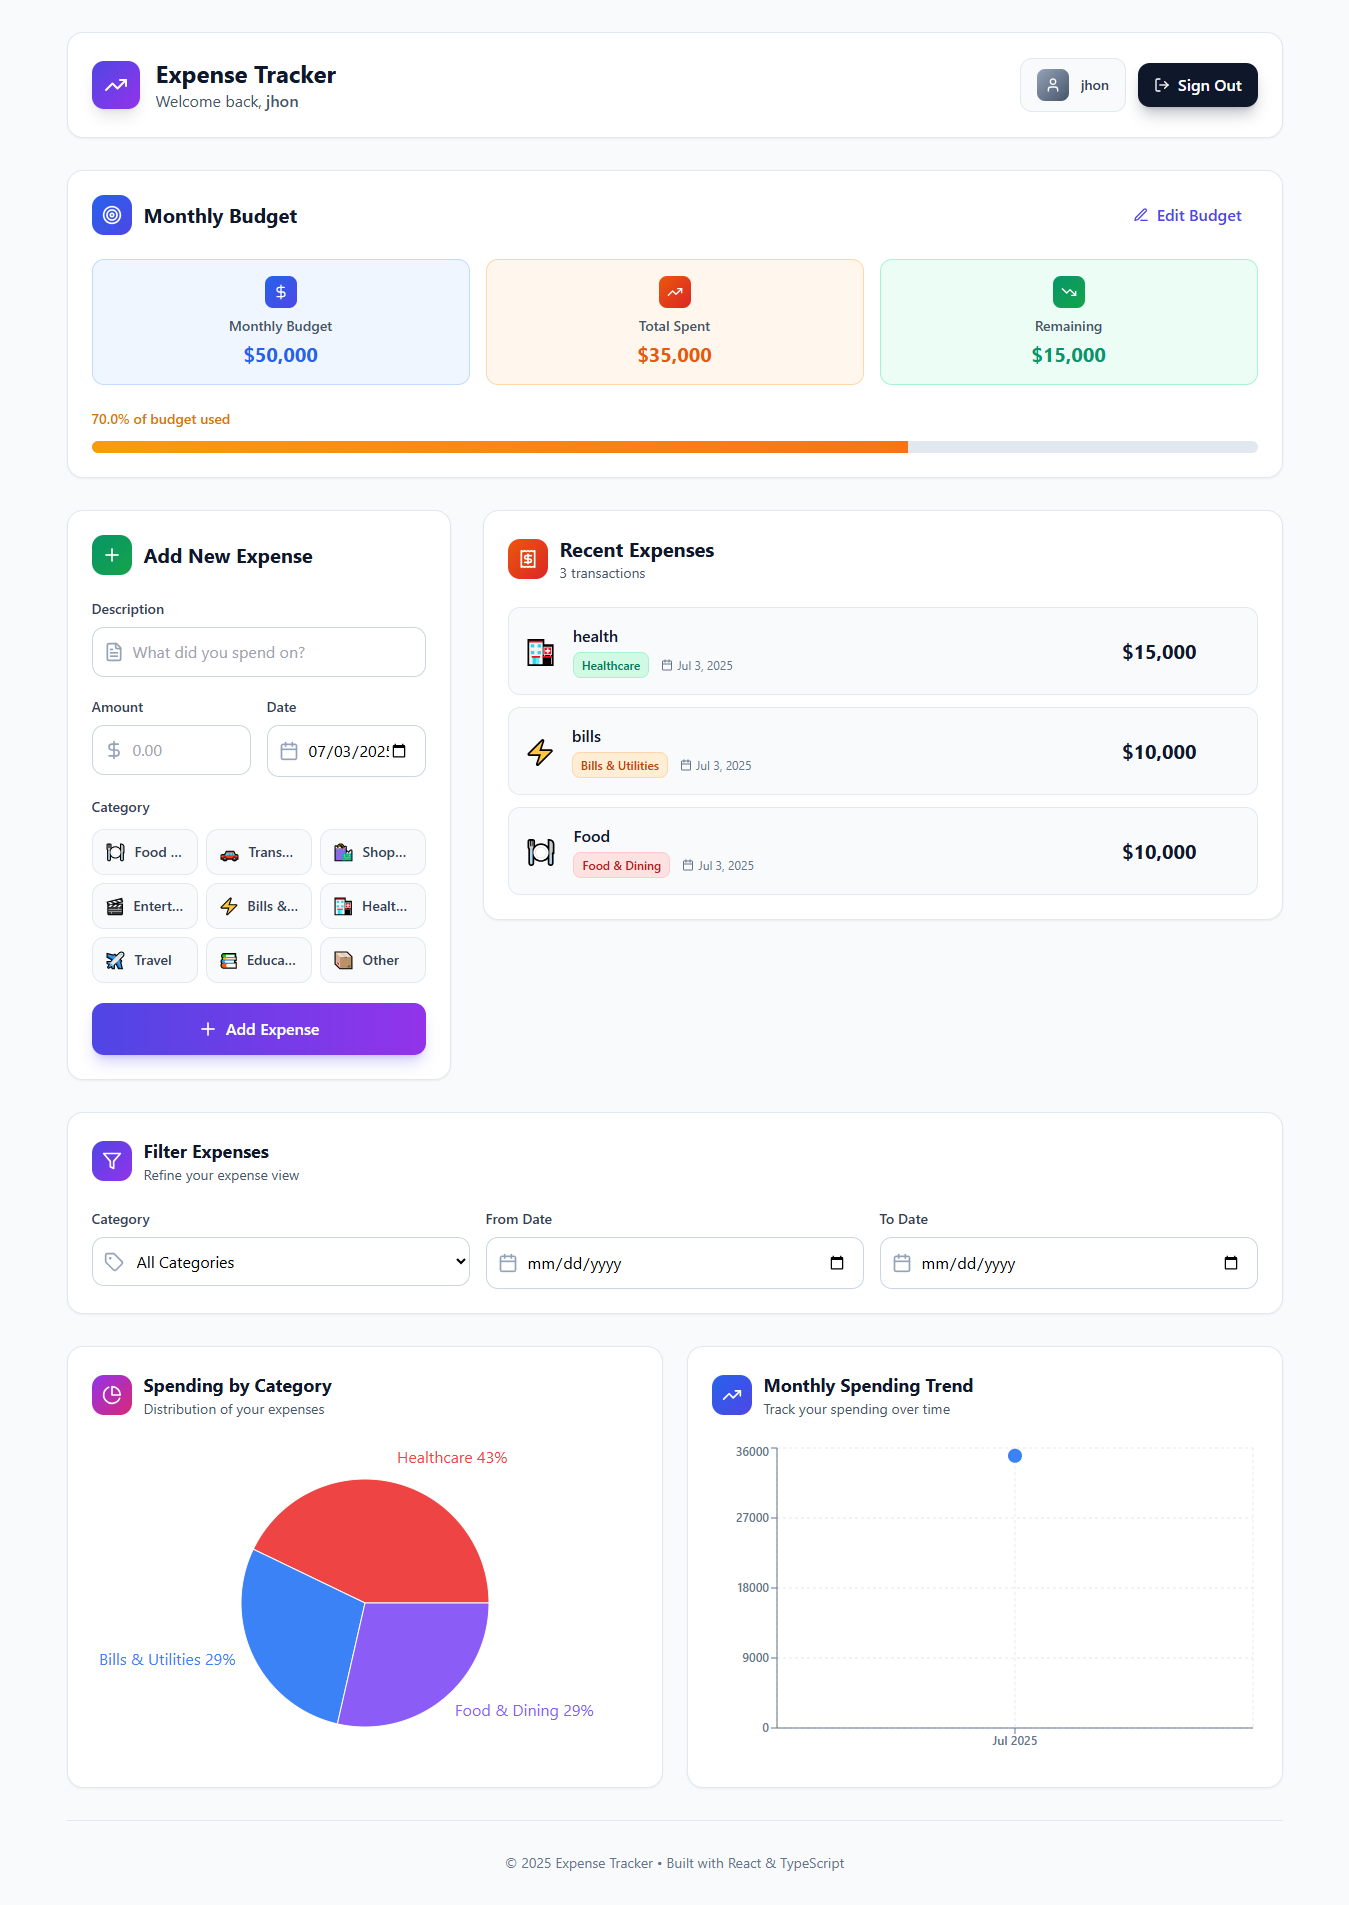 Expense Tracker
Welcome back, jhon
jhon
Sign Out
Monthly Budget
Edit Budget
Monthly Budget
$50,000
Total Spent
$35,000
Remaining
$15,000
70.0% of budget used
Add New Expense
Description
What did you spend on?
Amount
Date
0.00
07/03/2025
Category
Food ...
Trans...
Shop...
Entert...
Bills &...
Healt...
Travel
Educa...
Other
Add Expense
Recent Expenses
3 transactions
health
Healthcare
Jul 3, 2025
$15,000
bills
Bills & Utilities
Jul 3, 2025
$10,000
Food
Food & Dining
Jul 3, 2025
$10,000
Filter Expenses
Refine your expense view
Category
From Date
To Date
All Categories
mm/dd/yyyy
mm/dd/yyyy
Spending by Category
Distribution of your expenses
Healthcare 43%
Bills & Utilities 29%
Food & Dining 29%
Monthly Spending Trend
Track your spending over time
36000
27000
18000
9000
0
Jul 2025
© 2025 Expense Tracker • Built with React & TypeScript